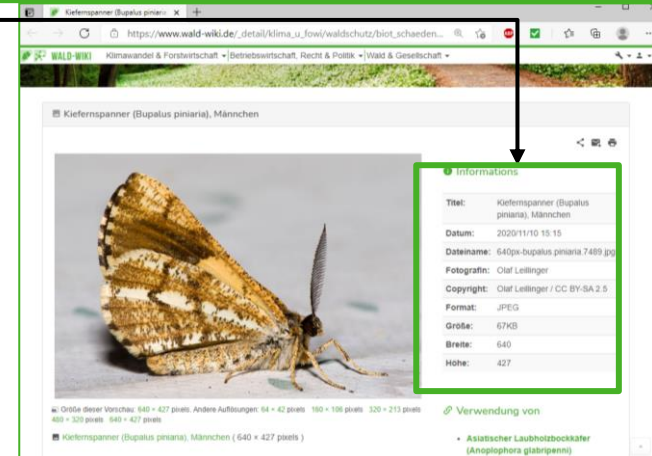 Kiefernspanner (Bupalus piniaria
https://www.wald-wiki.de/_detail/klima_u_fowi/waldschutz/biot_schaeden...
WALD-WIKI Klimawandel & Forstwirtschaft Betriebswirtschaft, Recht & Politik Wald & Gesellschaft
Kiefernspanner (Bupalus piniaria), Männchen
Informations
Titel: Kiefernspanner (Bupalus
piniaria), Männchen
Datum: 2020/11/10 15:15
Dateiname: 640px-bupalus.piniaria.7489.jpg
Fotografin: Olaf Leillinger
Copyright: Olaf Leillinger / CC BY-SA 2.5
Format: JPEG
Größe: 67KB
Breite: 640
Höhe: 427
Größe dieser Vorschau: 640 × 427 pixels. Andere Auflösungen: 64 × 42 pixels 160 × 106 pixels 320 × 213 pixels
480 × 320 pixels 640 × 427 pixels
Kiefernspanner (Bupalus piniaria), Männchen ( 640 × 427 pixels )
Verwendung von
Asiatischer Laubholzbockkäfer
(Anoplophora glabripenni)